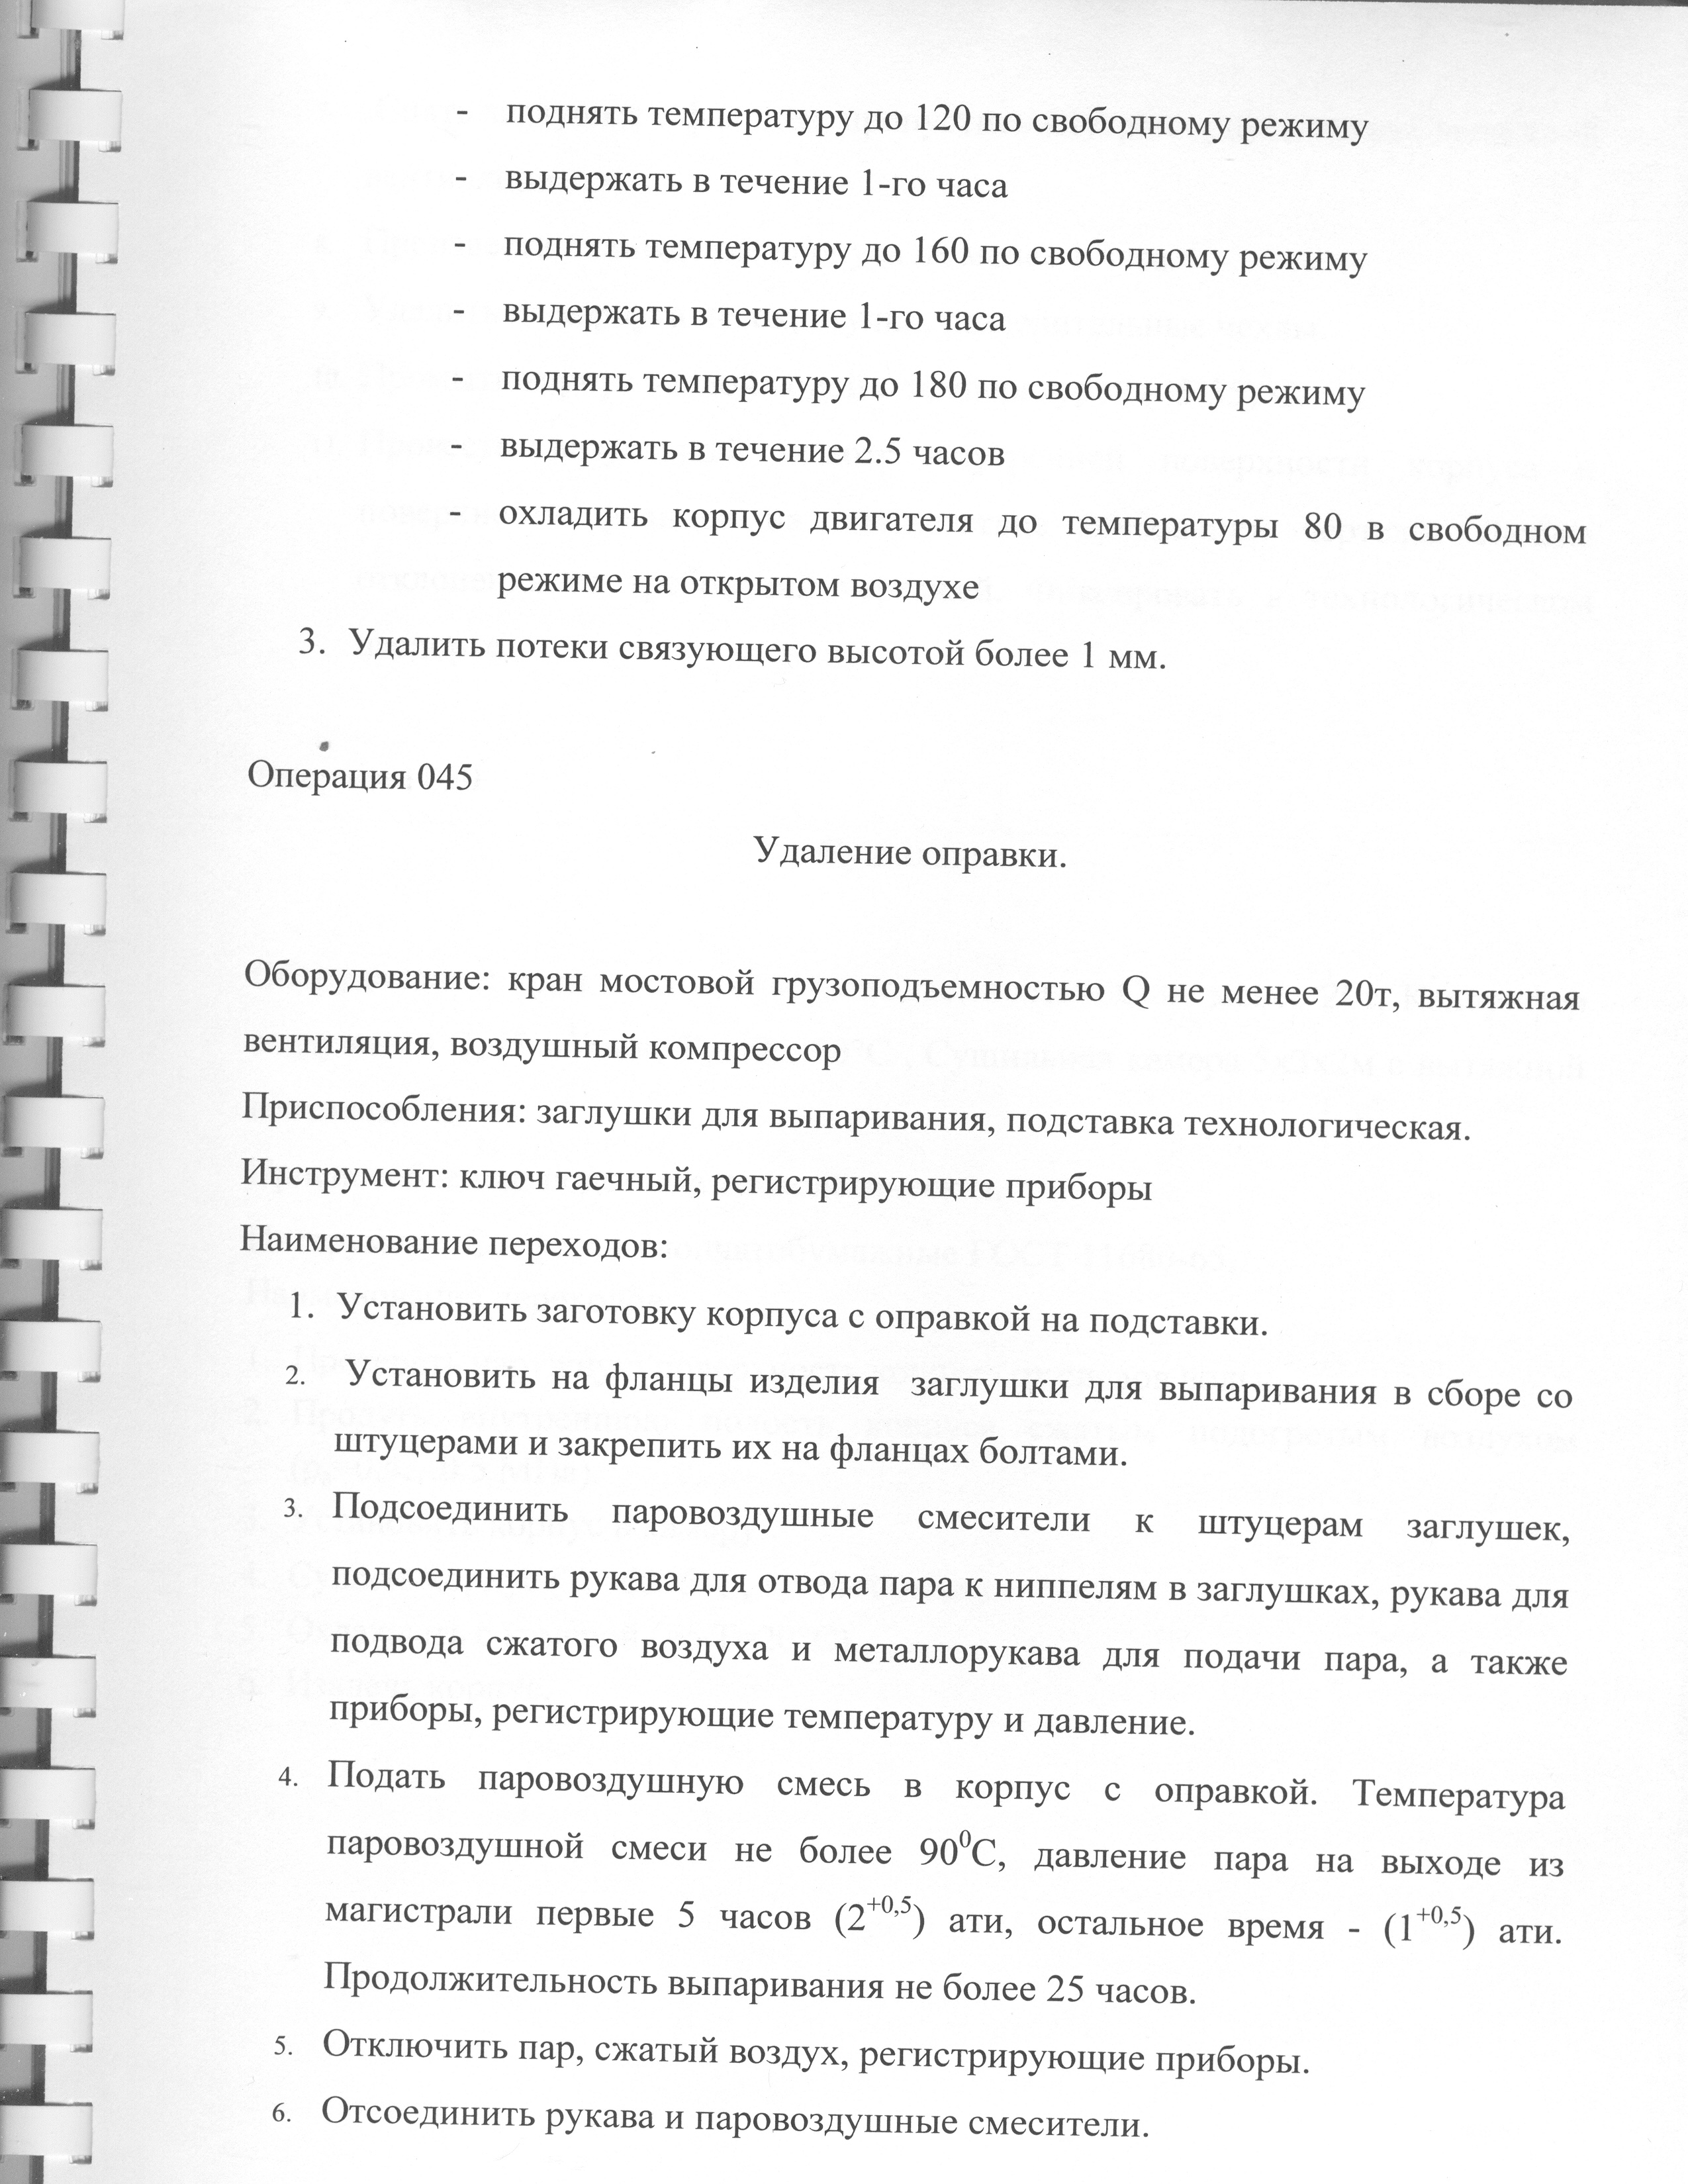 - поднять температуру до 120 по свободному режиму
- выдержать в течение 1-го часа
- поднять температуру до 160 по свободному режиму
- выдержать в течение 1-го часа
- поднять температуру до 180 по свободному режиму
- выдержать в течение 2.5 часов
- охладить корпус двигателя до температуры 80 в свободном
режиме на открытом воздухе
3. Удалить потеки связующего высотой более 1 мм.
Операция 045
Удаление оправки.
Оборудование: кран мостовой грузоподъемностью Q не менее 20т, вытяжная
вентиляция, воздушный компрессор
Приспособления: заглушки для выпаривания, подставка технологическая.
Инструмент: ключ гаечный, регистрирующие приборы
Наименование переходов:
1. Установить заготовку корпуса с оправкой на подставки.
2. Установить на фланцы изделия заглушки для выпаривания в сборе со
штуцерами и закрепить их на фланцах болтами.
3. Подсоединить паровоздушные смесители к штуцерам заглушек,
подсоединить рукава для отвода пара к ниппелям в заглушках, рукава для
подвода сжатого воздуха и металлорукава для подачи пара, а также
приборы, регистрирующие температуру и давление.
4. Подать паровоздушную смесь в корпус с оправкой. Температура
паровоздушной смеси не более 90⁰С, давление пара на выходе из
магистрали первые 5 часов (2⁺⁰,⁵) ати, остальное время - (1⁺⁰,⁵) ати.
Продолжительность выпаривания не более 25 часов.
5. Отключить пар, сжатый воздух, регистрирующие приборы.
6. Отсоединить рукава и паровоздушные смесители.